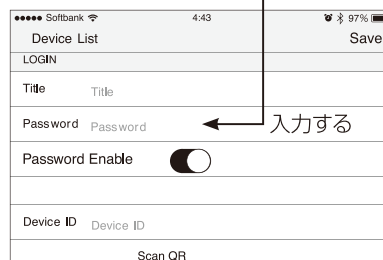 ●●●●● Softbank 4:43 97%
Device List Save
LOGIN
Title Title
Password Password 入力する
Password Enable
Device ID Device ID
Scan QR